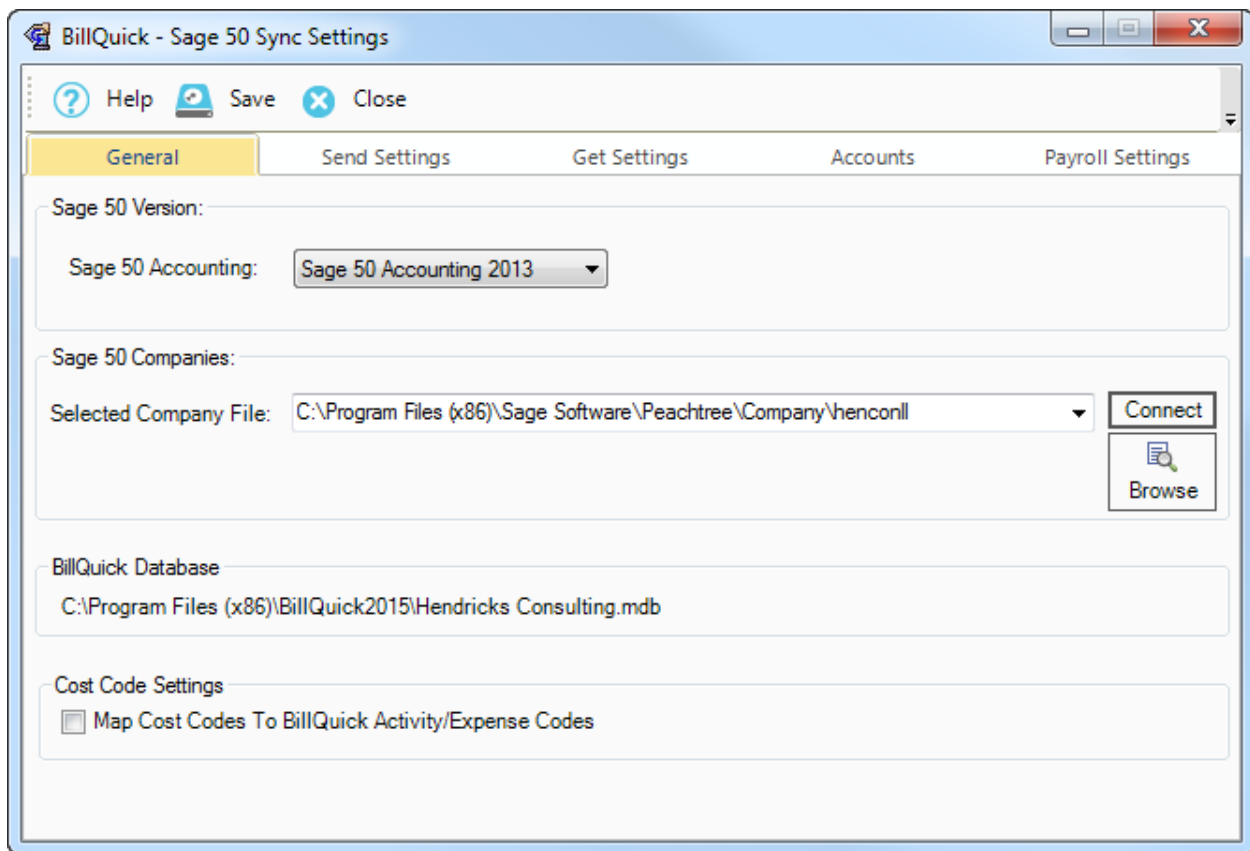 BillQuick - Sage 50 Sync Settings
Help Save Close
General Send Settings Get Settings Accounts Payroll Settings
Sage 50 Version:
Sage 50 Accounting: Sage 50 Accounting 2013
Sage 50 Companies:
Selected Company File: C:\Program Files (x86)\Sage Software\Peachtree\Company\henconll Connect
Browse
BillQuick Database
C:\Program Files (x86)\BillQuick2015\Hendricks Consulting.mdb
Cost Code Settings
Map Cost Codes To BillQuick Activity/Expense Codes